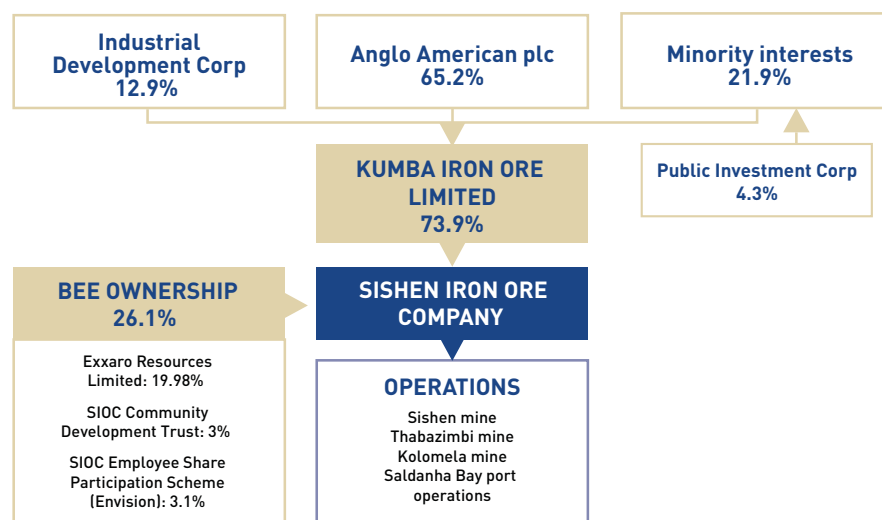 Industrial
Development Corp
12.9%
Anglo American plc
65.2%
Minority interests
21.9%
KUMBA IRON ORE
LIMITED
73.9%
Public Investment Corp
4.3%
BEE OWNERSHIP
26.1%
SISHEN IRON ORE
COMPANY
Exxaro Resources
Limited: 19.98%
SIOC Community
Development Trust: 3%
SIOC Employee Share
Participation Scheme
(Envision): 3.1%
OPERATIONS
Sishen mine
Thabazimbi mine
Kolomela mine
Saldanha Bay port
operations